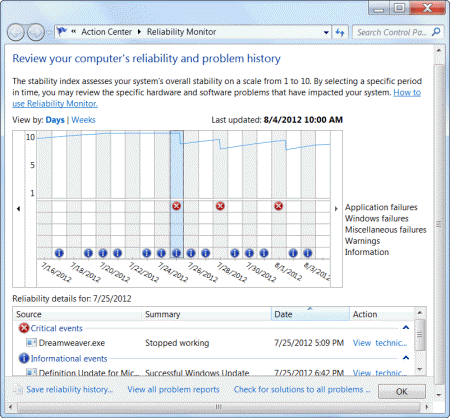 Action Center
Reliability Monitor
Search Control Pa...
Review your computer's reliability and problem history
The stability index assesses your system's overall stability on a scale from 1 to 10. By selecting a specific period
in time, you may review the specific hardware and software problems that have impacted your system. How to
use Reliability Monitor.
View by: Days | Weeks
Last updated: 8/4/2012 10:00 AM
10
5
1
Application failures
Windows failures
Miscellaneous failures
Warnings
Information
7/16/2012
7/18/2012
7/20/2012
7/22/2012
7/24/2012
7/26/2012
7/28/2012
7/30/2012
8/1/2012
8/3/2012
Reliability details for: 7/25/2012
Source Summary Date Action
Critical events
Dreamweaver.exe Stopped working 7/25/2012 5:09 PM View technic...
Informational events
Definition Update for Mic... Successful Windows Update 7/25/2012 6:42 PM View technic...
Save reliability history... View all problem reports Check for solutions to all problems ... OK